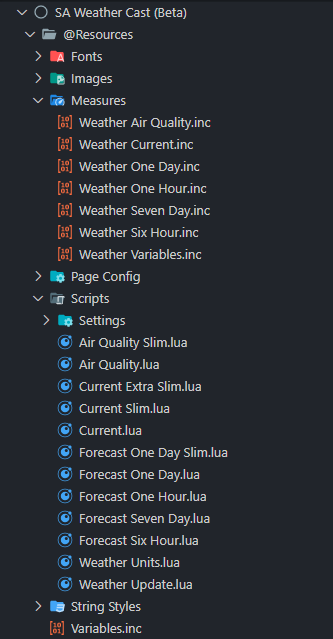 SA Weather Cast (Beta)
@Resources
Fonts
Images
Measures
Weather Air Quality.inc
Weather Current.inc
Weather One Day.inc
Weather One Hour.inc
Weather Seven Day.inc
Weather Six Hour.inc
Weather Variables.inc
Page Config
Scripts
Settings
Air Quality Slim.lua
Air Quality.lua
Current Extra Slim.lua
Current Slim.lua
Current.lua
Forecast One Day Slim.lua
Forecast One Day.lua
Forecast One Hour.lua
Forecast Seven Day.lua
Forecast Six Hour.lua
Weather Units.lua
Weather Update.lua
String Styles
Variables.inc